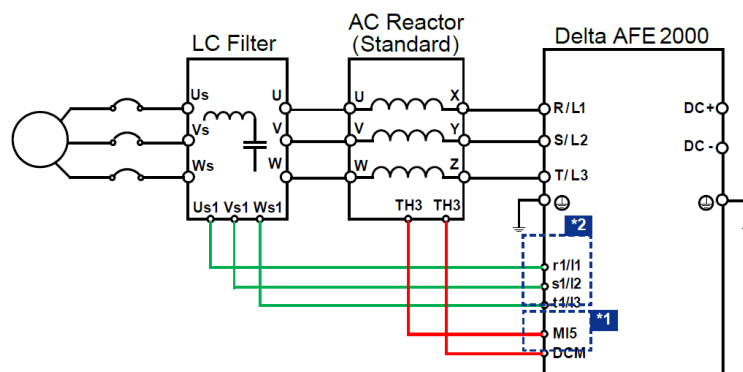 LC Filter
AC Reactor
(Standard)
Delta AFE 2000
Us
U
U
X
R/L1
DC+
Vs
V
V
Y
S/L2
DC -
Ws
W
W
Z
T/L3
Us1 Vs1 Ws1
TH3 TH3
*2
r1/l1
s1/l2
t1/l3
*1
MI5
DCM